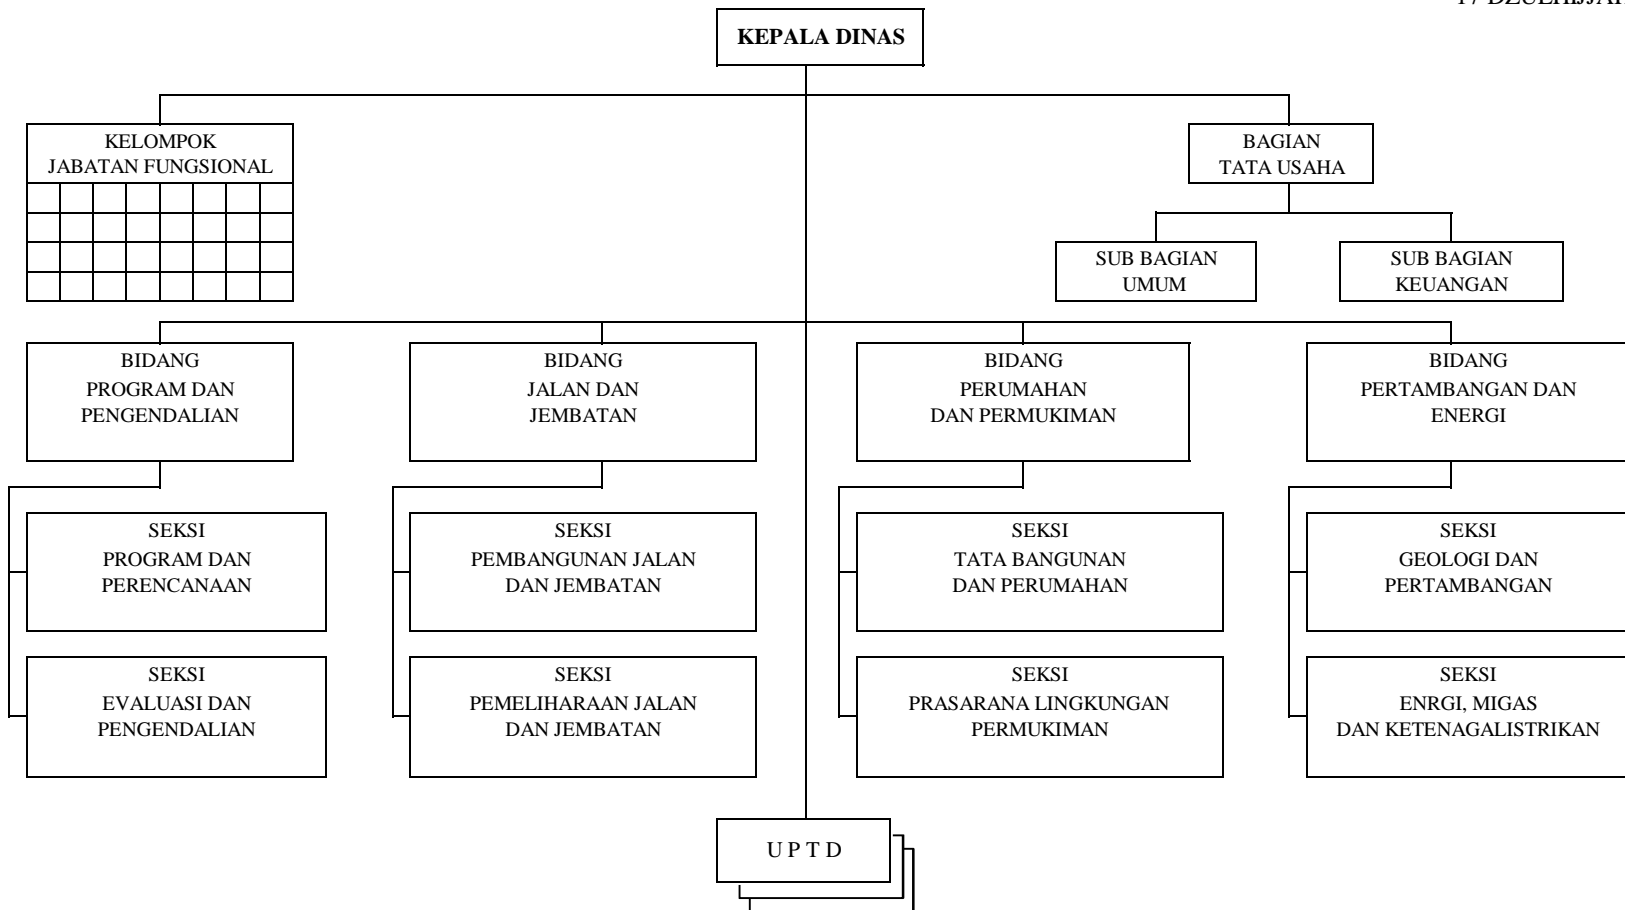 17 DZULHIJJAH
KEPALA DINAS
KELOMPOK
JABATAN FUNGSIONAL
BAGIAN
TATA USAHA
SUB BAGIAN
UMUM
SUB BAGIAN
KEUANGAN
BIDANG
PROGRAM DAN
PENGENDALIAN
BIDANG
JALAN DAN
JEMBATAN
BIDANG
PERUMAHAN
DAN PERMUKIMAN
BIDANG
PERTAMBANGAN DAN
ENERGI
SEKSI
PROGRAM DAN
PERENCANAAN
SEKSI
PEMBANGUNAN JALAN
DAN JEMBATAN
SEKSI
TATA BANGUNAN
DAN PERUMAHAN
SEKSI
GEOLOGI DAN
PERTAMBANGAN
SEKSI
EVALUASI DAN
PENGENDALIAN
SEKSI
PEMELIHARAAN JALAN
DAN JEMBATAN
SEKSI
PRASARANA LINGKUNGAN
PERMUKIMAN
SEKSI
ENRGI, MIGAS
DAN KETENAGALISTRIKAN
U P T D